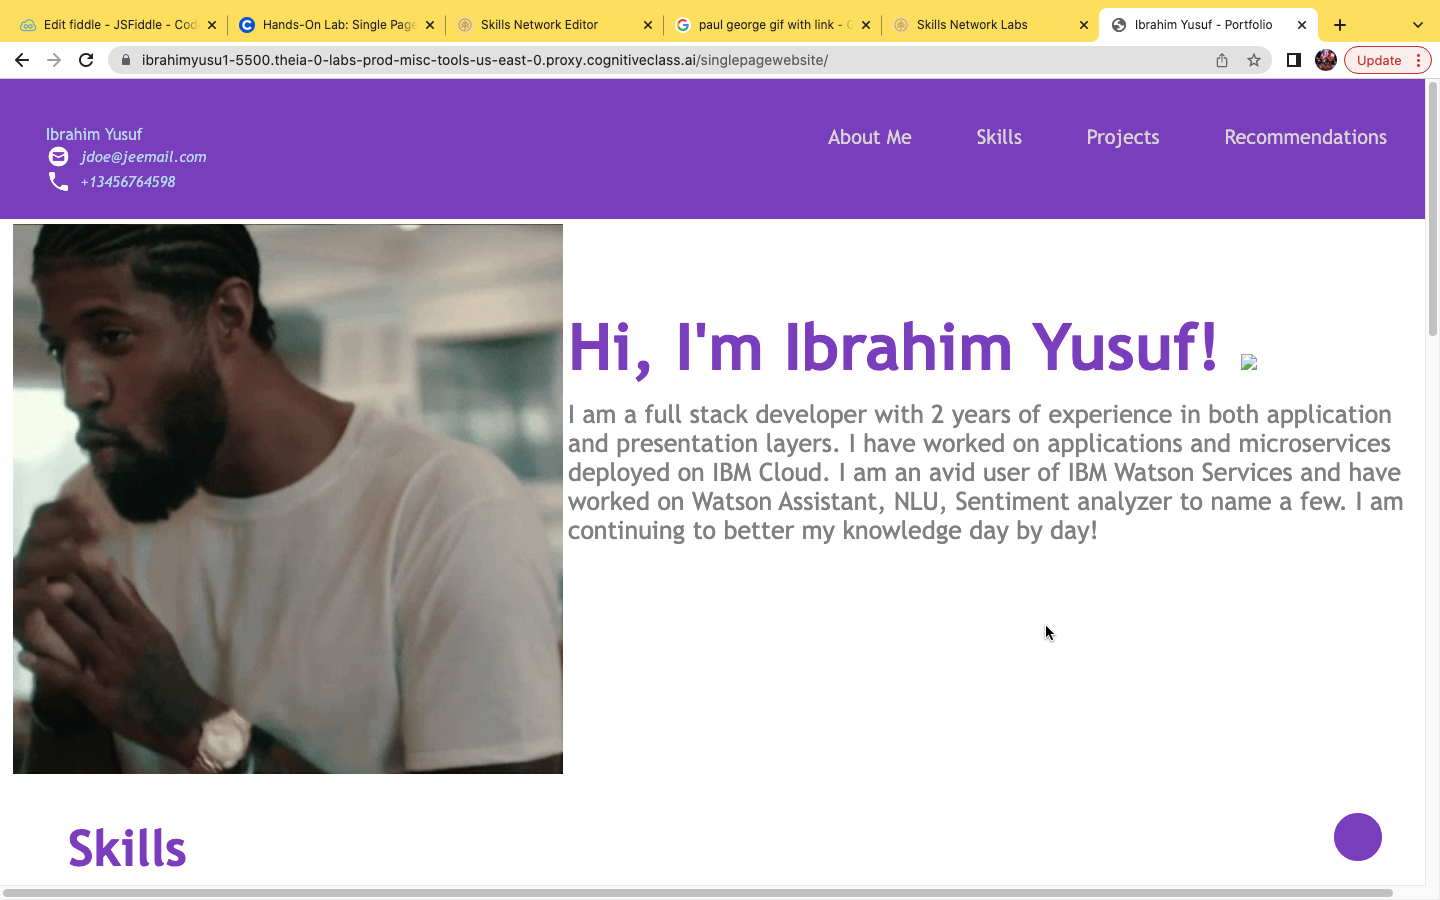 Edit fiddle - JSFiddle - Cod
Hands-On Lab: Single Page
Skills Network Editor
paul george gif with link - G
Skills Network Labs
Ibrahim Yusuf - Portfolio
ibrahimyusu1-5500.theia-0-labs-prod-misc-tools-us-east-0.proxy.cognitiveclass.ai/singlepagewebsite/
Update
Ibrahim Yusuf
jdoe@jeemail.com
+13456764598
About Me
Skills
Projects
Recommendations
Hi, I'm Ibrahim Yusuf!
I am a full stack developer with 2 years of experience in both application
and presentation layers. I have worked on applications and microservices
deployed on IBM Cloud. I am an avid user of IBM Watson Services and have
worked on Watson Assistant, NLU, Sentiment analyzer to name a few. I am
continuing to better my knowledge day by day!
Skills